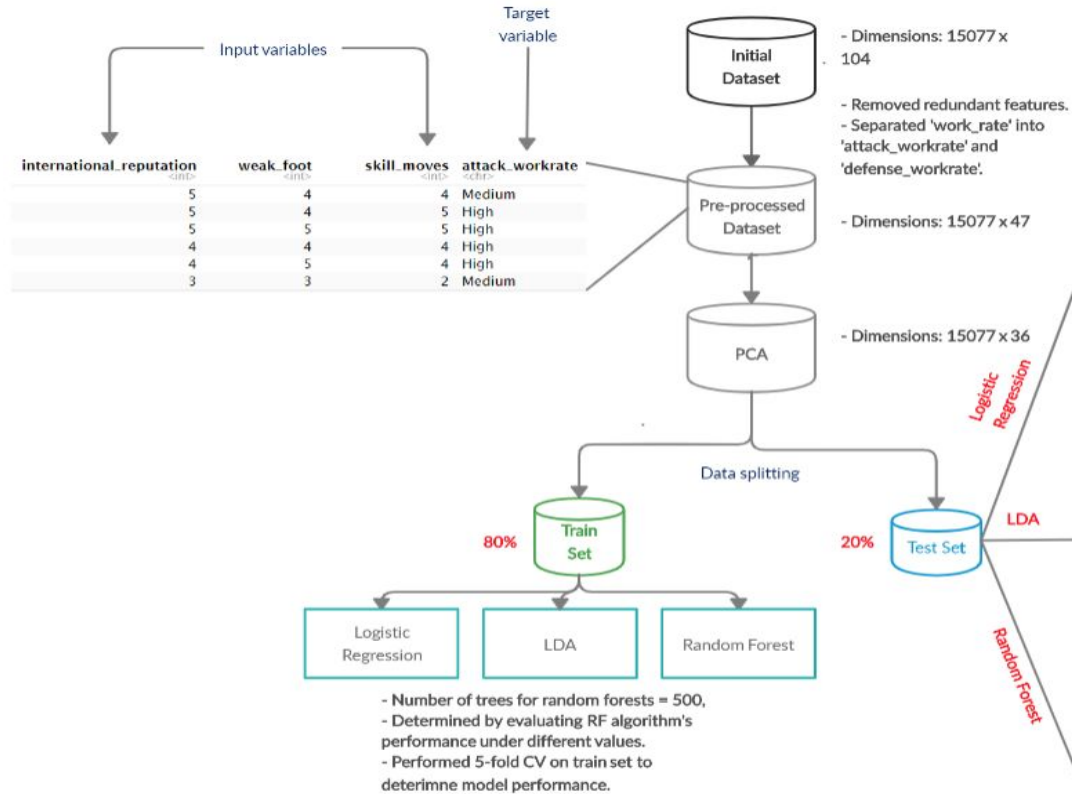 Target
variable
Input variables
Initial
Dataset
- Dimensions: 15077 x
104
- Removed redundant features.
- Separated 'work_rate' into
'attack_workrate' and
'defense_workrate'.
international_reputation weak_foot skill_moves attack_workrate
<int> <int> <int> <chr>
5 4 4 Medium
5 4 5 High
5 5 5 High
4 4 4 High
4 5 4 High
3 3 2 Medium
Pre-processed
Dataset
- Dimensions: 15077 x 47
PCA
- Dimensions: 15077 x 36
Logistic
Regression
Data splitting
80%
Train
Set
20%
Test Set
LDA
Random Forest
Logistic
Regression
LDA
Random Forest
- Number of trees for random forests = 500,
- Determined by evaluating RF algorithm's
performance under different values.
- Performed 5-fold CV on train set to
deterimne model performance.